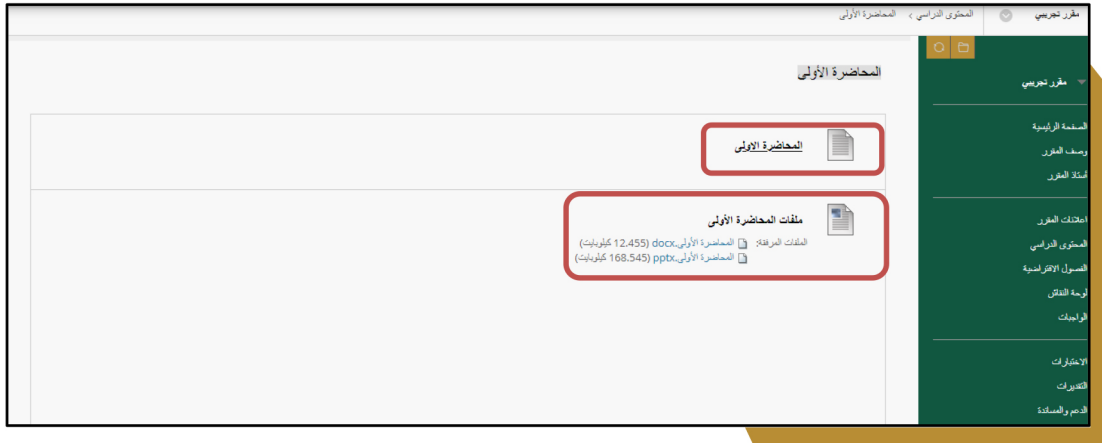 مقرر تجريبي
المحتوى الدراسي > المحاضرة الأولى
مقرر تجريبي
الصفحة الرئيسية
وصف المقرر
أستاذ المقرر
اعلانات المقرر
المحتوى الدراسي
الفصول الافتراضية
لوحة النقاش
الواجبات
الاختبارات
التقديرات
الدعم والمساندة
المحاضرة الأولى
المحاضرة الاولى
ملفات المحاضرة الأولى
الملفات المرفقة: المحاضرة الأولى.docx (12.455 كيلوبايت)
المحاضرة الأولى.pptx (168.545 كيلوبايت)